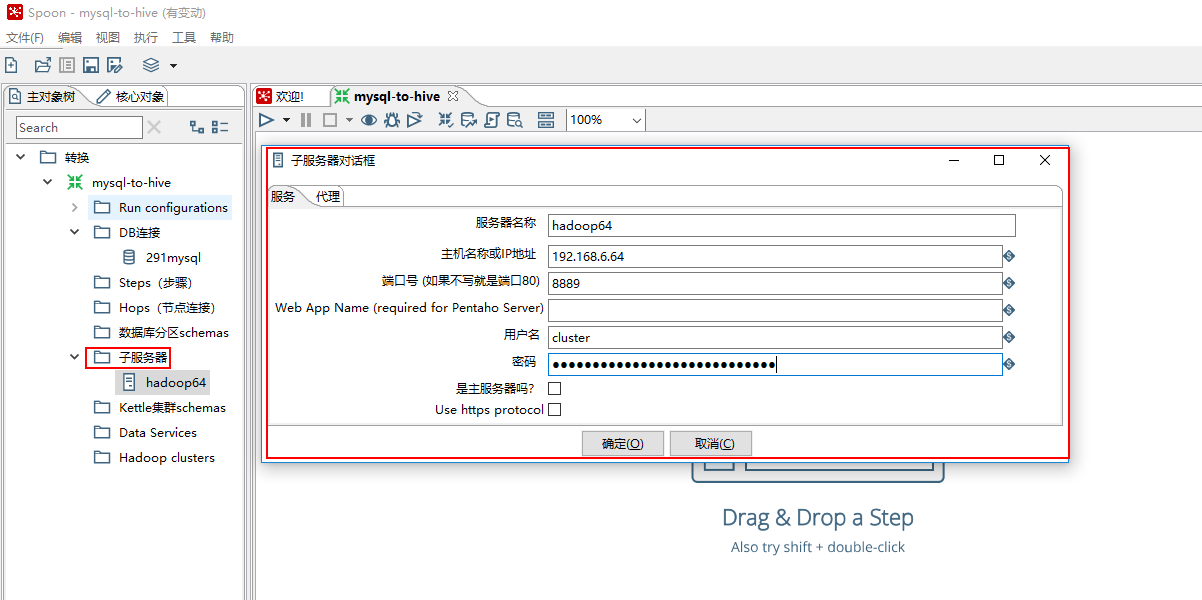 Spoon - mysql-to-hive (有变动)
文件(F) 编辑 视图 执行 工具 帮助
主对象树 核心对象
Search
转换
mysql-to-hive
Run configurations
DB连接
291mysql
Steps（步骤）
Hops（节点连接）
数据库分区schemas
子服务器
hadoop64
Kettle集群schemas
Data Services
Hadoop clusters
欢迎! mysql-to-hive
100%
子服务器对话框
服务 代理
服务器名称 hadoop64
主机名称或IP地址 192.168.6.64
端口号 (如果不写就是端口80) 8889
Web App Name (required for Pentaho Server)
用户名 cluster
密码 ●●●●●●●●●●●●●●●●●●●●●●●●●●●●
是主服务器吗?
Use https protocol
确定(O) 取消(C)
Drag & Drop a Step
Also try shift + double-click